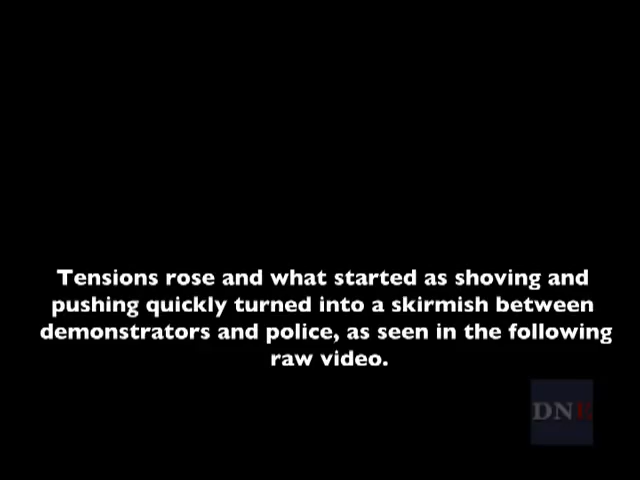 Tensions rose and what started as shoving and
pushing quickly turned into a skirmish between
demonstrators and police, as seen in the following
raw video.
DNE